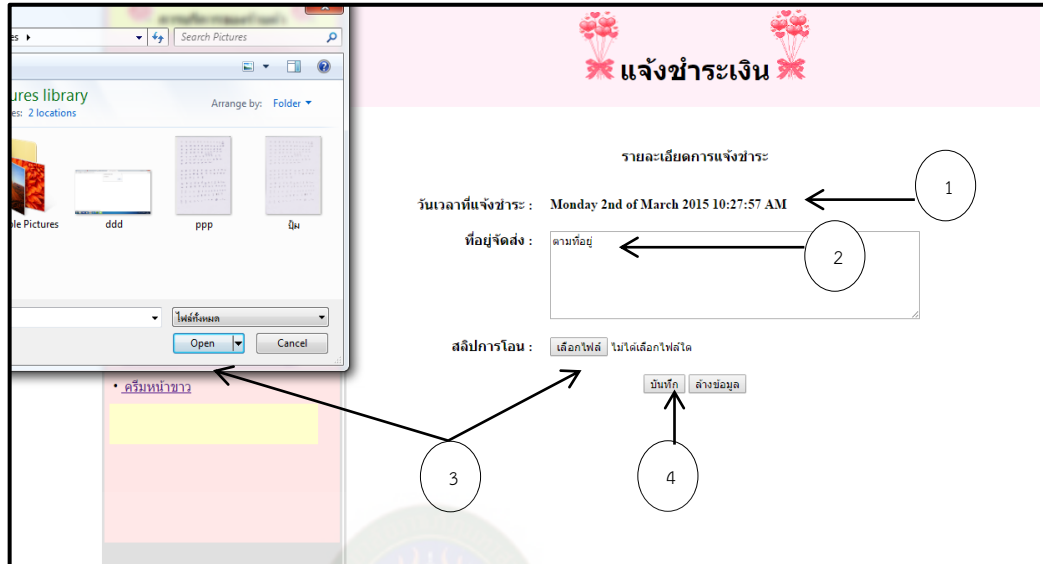 es
Search Pictures
ures library
es: 2 locations
Arrange by: Folder
le Pictures
ddd
ppp
ปุ้ม
ไฟล์ทั้งหมด
Open
Cancel
ครีมหน้าขาว
แจ้งชำระเงิน
รายละเอียดการแจ้งชำระ
วันเวลาที่แจ้งชำระ : Monday 2nd of March 2015 10:27:57 AM
1
ที่อยู่จัดส่ง : ตามที่อยู่
2
สลิปการโอน : เลือกไฟล์ ไม่ได้เลือกไฟล์ใด
บันทึก ล้างข้อมูล
3
4